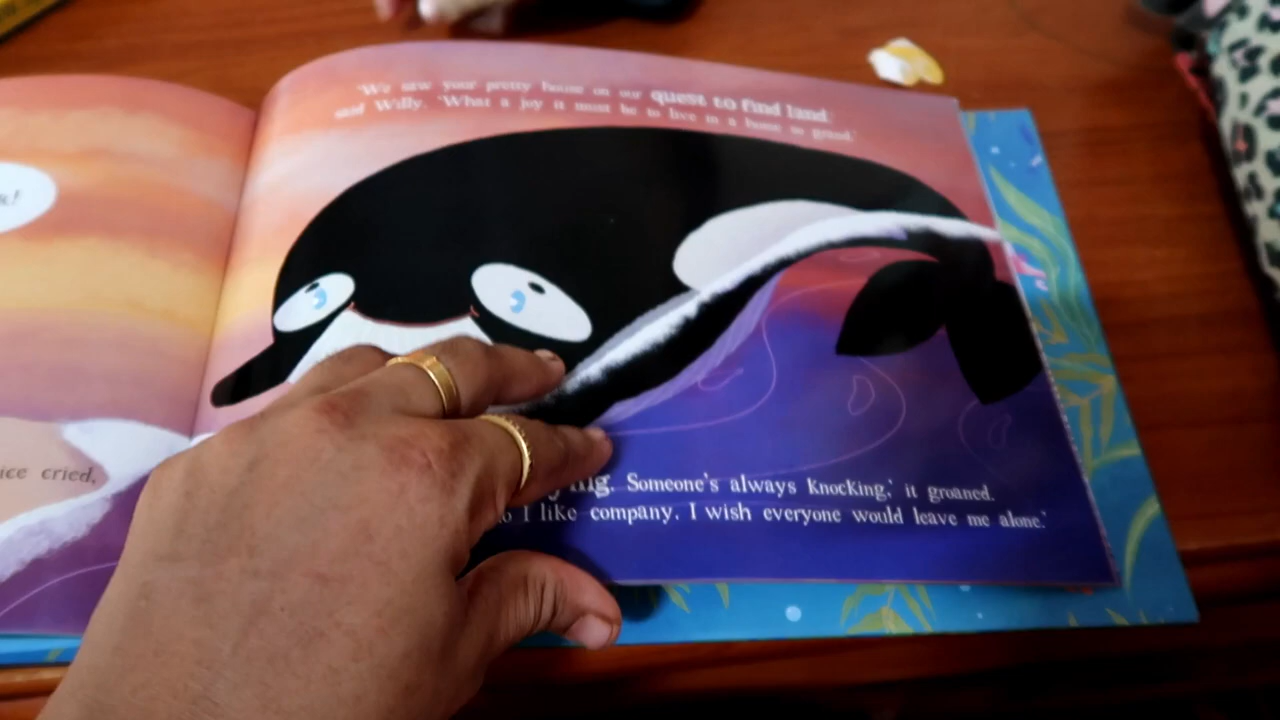 'We saw your pretty house on our quest to find land,'
said Willy. 'What a joy it must be to live in a home so grand.'
ice cried,
ying. Someone's always knocking,' it groaned.
I like company. I wish everyone would leave me alone.'